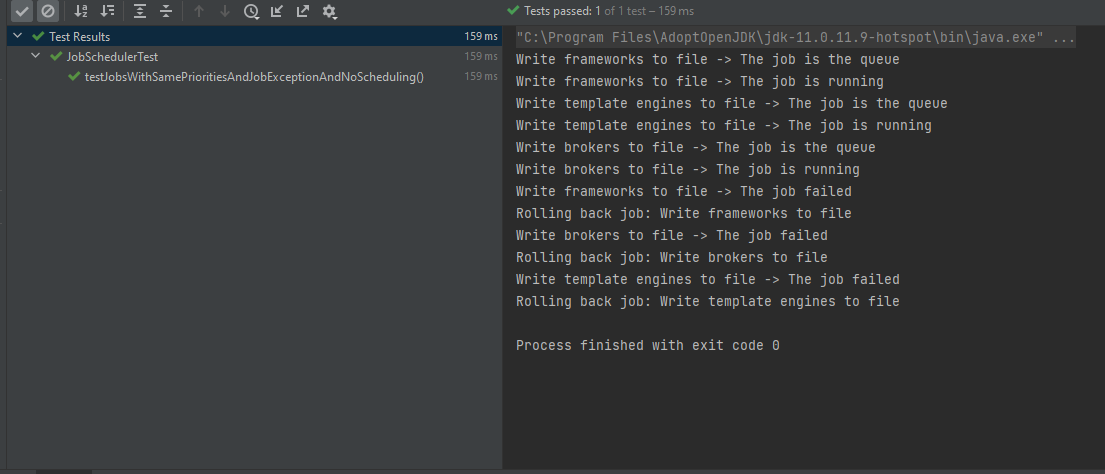 Tests passed: 1 of 1 test – 159 ms
Test Results 159 ms
JobSchedulerTest 159 ms
testJobsWithSamePrioritiesAndJobExceptionAndNoScheduling() 159 ms
"C:\Program Files\AdoptOpenJDK\jdk-11.0.11.9-hotspot\bin\java.exe" ...
Write frameworks to file -> The job is the queue
Write frameworks to file -> The job is running
Write template engines to file -> The job is the queue
Write template engines to file -> The job is running
Write brokers to file -> The job is the queue
Write brokers to file -> The job is running
Write frameworks to file -> The job failed
Rolling back job: Write frameworks to file
Write brokers to file -> The job failed
Rolling back job: Write brokers to file
Write template engines to file -> The job failed
Rolling back job: Write template engines to file
Process finished with exit code 0